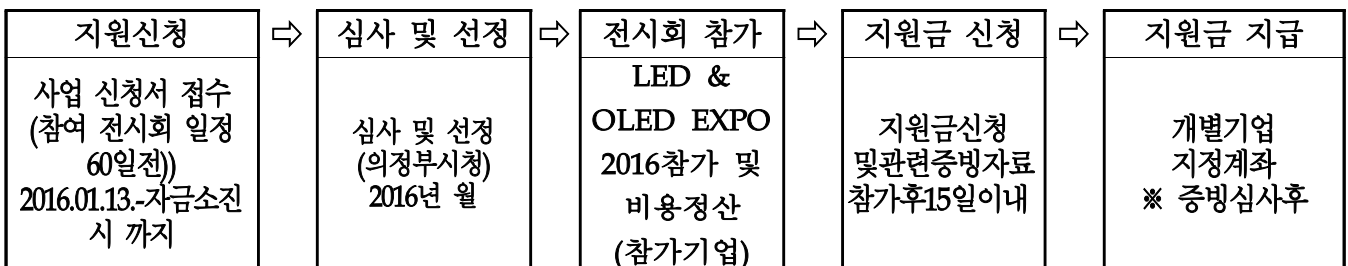 지원신청
⇨
심사 및 선정
⇨
전시회 참가
⇨
지원금 신청
⇨
지원금 지급
사업 신청서 접수
(참여 전시회 일정
60일전))
2016.01.13.-자금소진
시 까지
심사 및 선정
(의정부시청)
2016년 월
LED &
OLED EXPO
2016참가 및
비용정산
(참가기업)
지원금신청
및관련증빙자료
참가후15일이내
개별기업
지정계좌
※ 증빙심사후